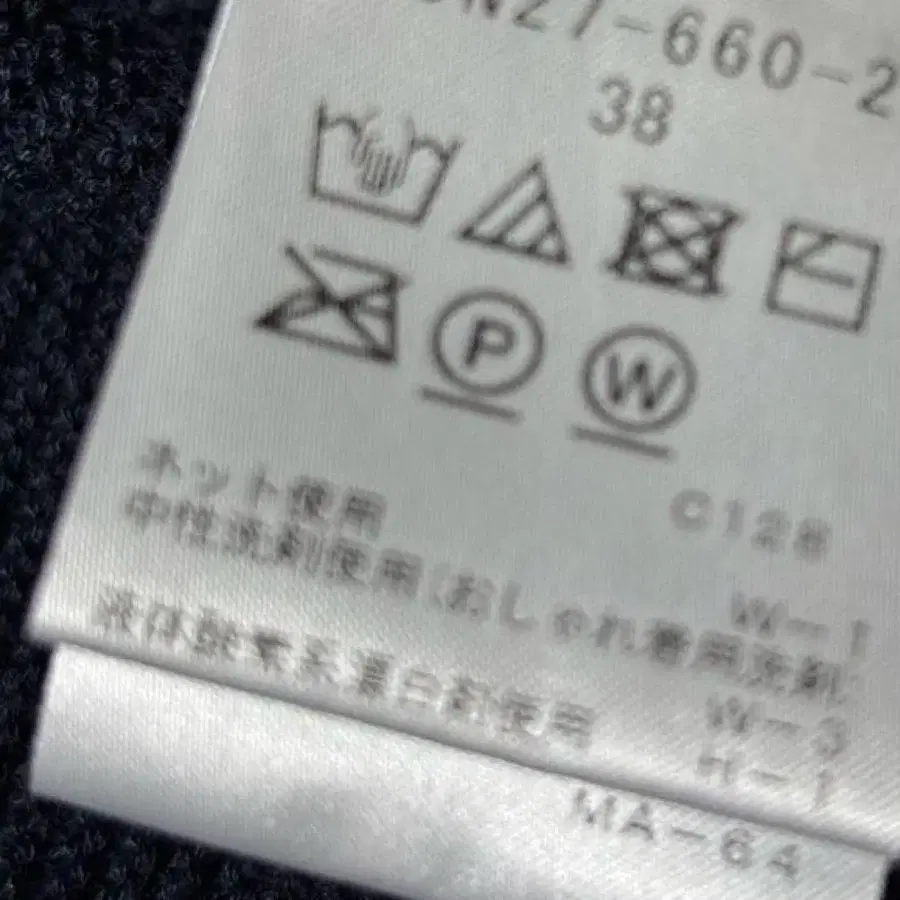 N27-660-2
38
P
W
C128
ネット使用
W-1
中性洗剤使用(おしゃれ着用洗剤)
W-3
液体酸素系漂白剤使用
H-1
MA-64